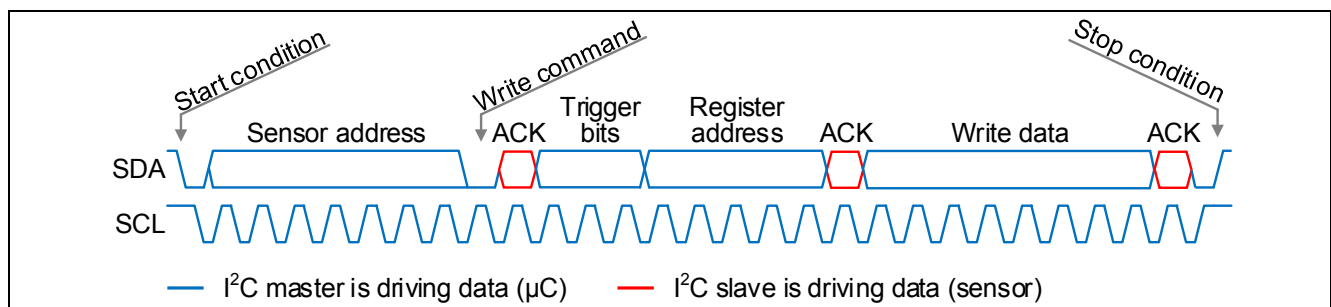 Start condition
Write command
Stop condition
Sensor address
ACK
Trigger bits
Register address
ACK
Write data
ACK
SDA
SCL
I²C master is driving data (µC)
I²C slave is driving data (sensor)